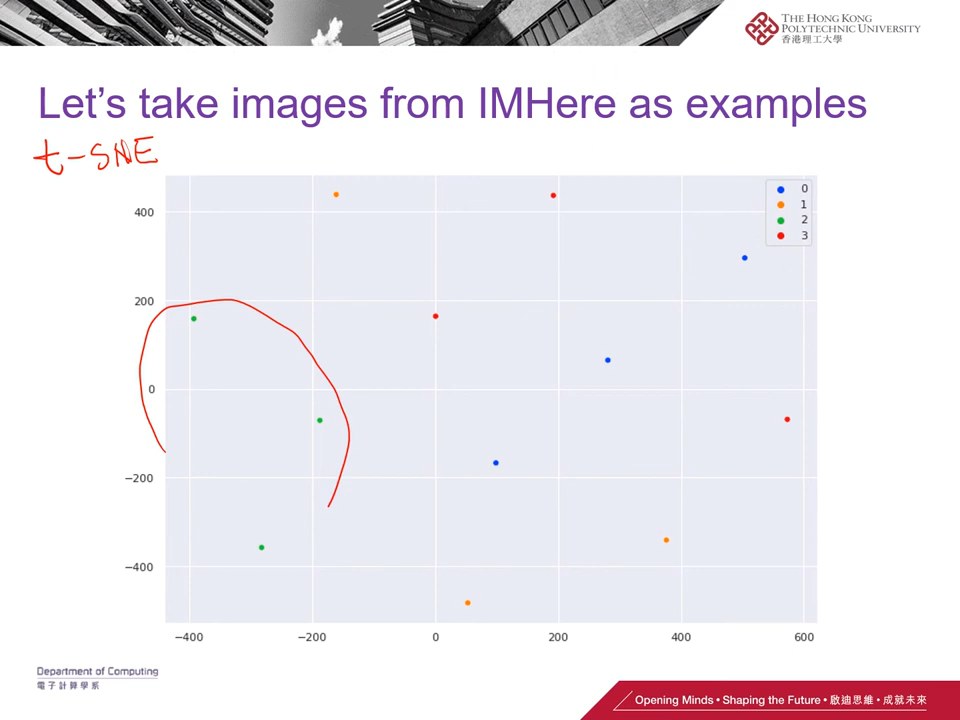 THE HONG KONG
POLYTECHNIC UNIVERSITY
香港理工大學
Let's take images from IMHere as examples
t-SNE
0
1
2
3
400
200
0
−200
−400
−400
−200
0
200
400
600
Department of Computing
電子計算學系
Opening Minds • Shaping the Future • 啟迪思維 • 成就未來